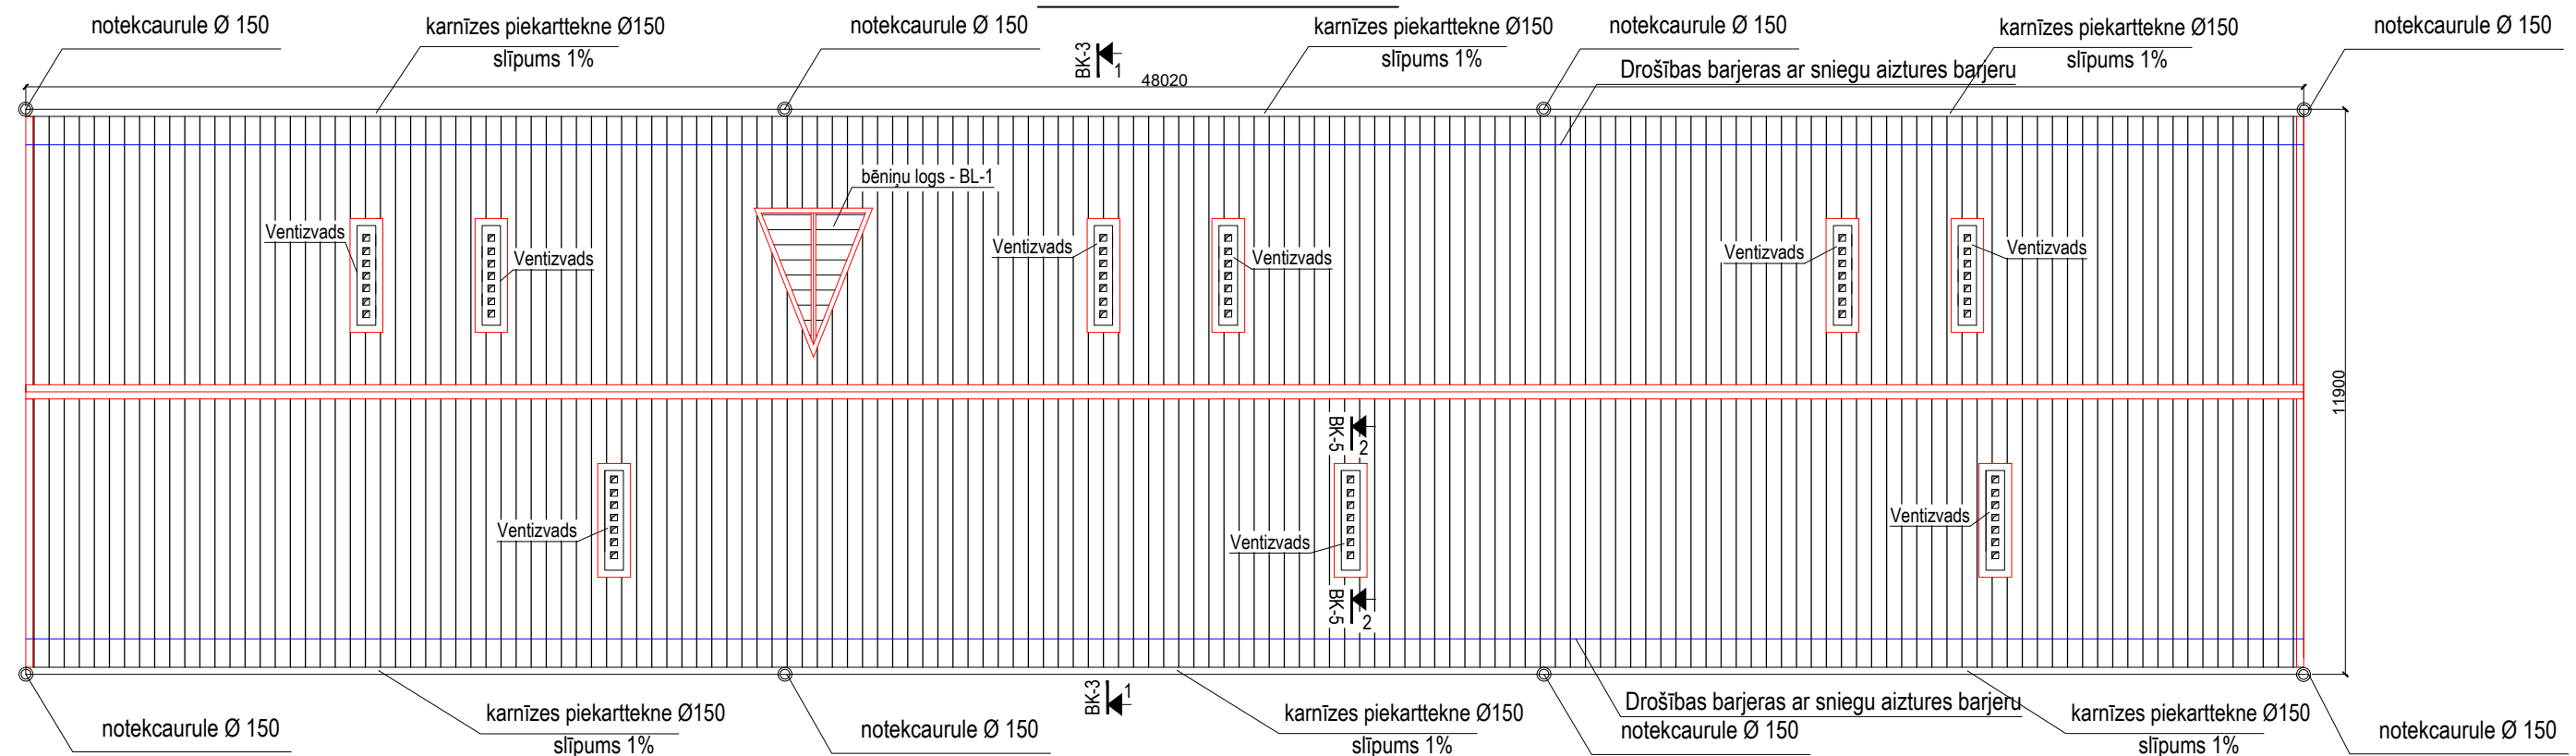 notekcaurule Ø 150
karnīzes piekarttekne Ø150
slīpums 1%
notekcaurule Ø 150
BK-3
1
karnīzes piekarttekne Ø150
slīpums 1%
notekcaurule Ø 150
karnīzes piekarttekne Ø150
slīpums 1%
notekcaurule Ø 150
48020
Drošības barjeras ar sniegu aiztures barjeru
bēniņu logs - BL-1
Ventizvads
Ventizvads
Ventizvads
Ventizvads
Ventizvads
Ventizvads
11900
BK-5
2
Ventizvads
Ventizvads
Ventizvads
BK-5
2
BK-3
1
Drošības barjeras ar sniegu aiztures barjeru
notekcaurule Ø 150
karnīzes piekarttekne Ø150
slīpums 1%
notekcaurule Ø 150
karnīzes piekarttekne Ø150
slīpums 1%
notekcaurule Ø 150
karnīzes piekarttekne Ø150
slīpums 1%
notekcaurule Ø 150